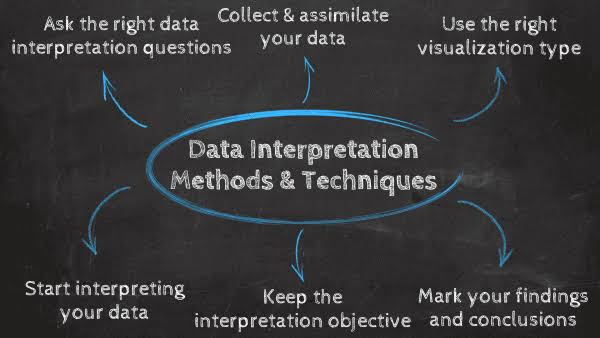 Ask the right data
interpretation questions
Collect & assimilate
your data
Use the right
visualization type
Data Interpretation
Methods & Techniques
Start interpreting
your data
Keep the
interpretation objective
Mark your findings
and conclusions